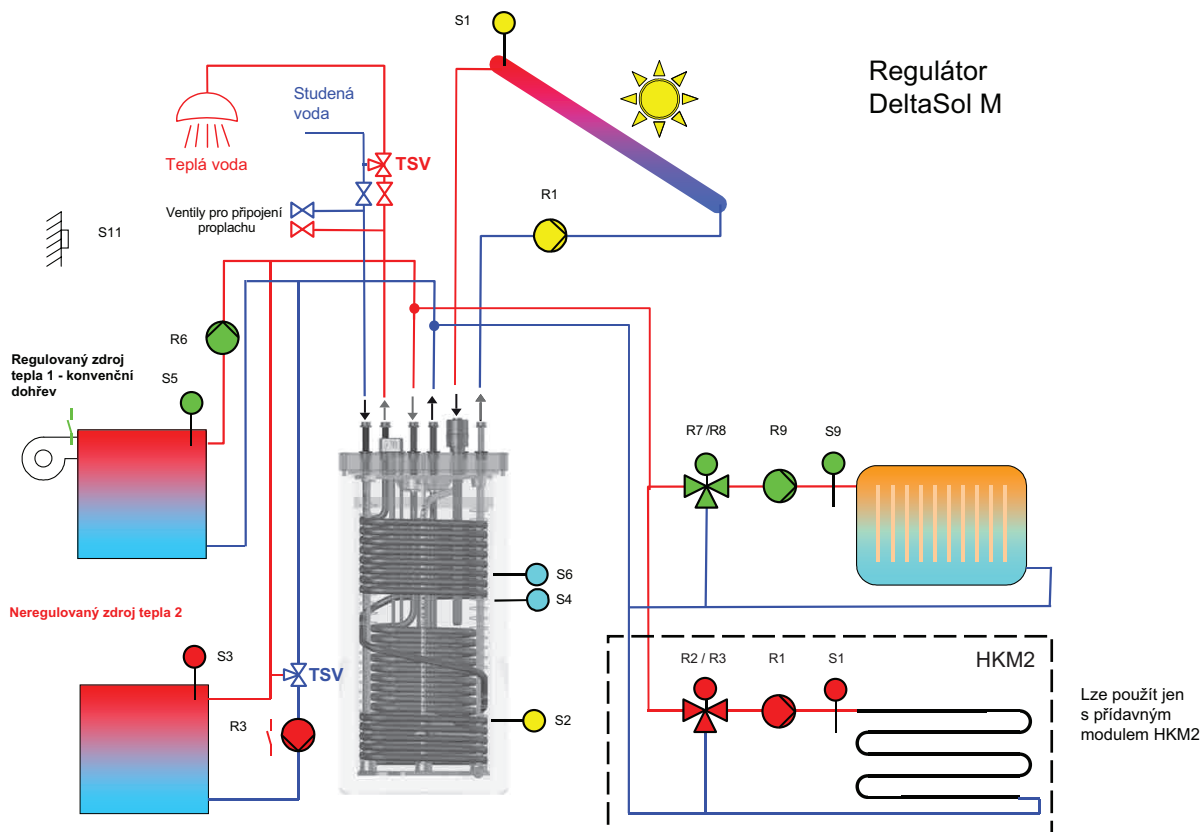 S1
Regulátor
DeltaSol M
Studená
voda
Teplá voda
TSV
R1
Ventily pro připojení
proplachu
S11
R6
Regulovaný zdroj
tepla 1 - konvenční
dohřev
S5
R7 /R8
R9
S9
S6
S4
Neregulovaný zdroj tepla 2
S3
TSV
R3
S2
R2 / R3
R1
S1
HKM2
Lze použít jen
s přídavným
modulem HKM2